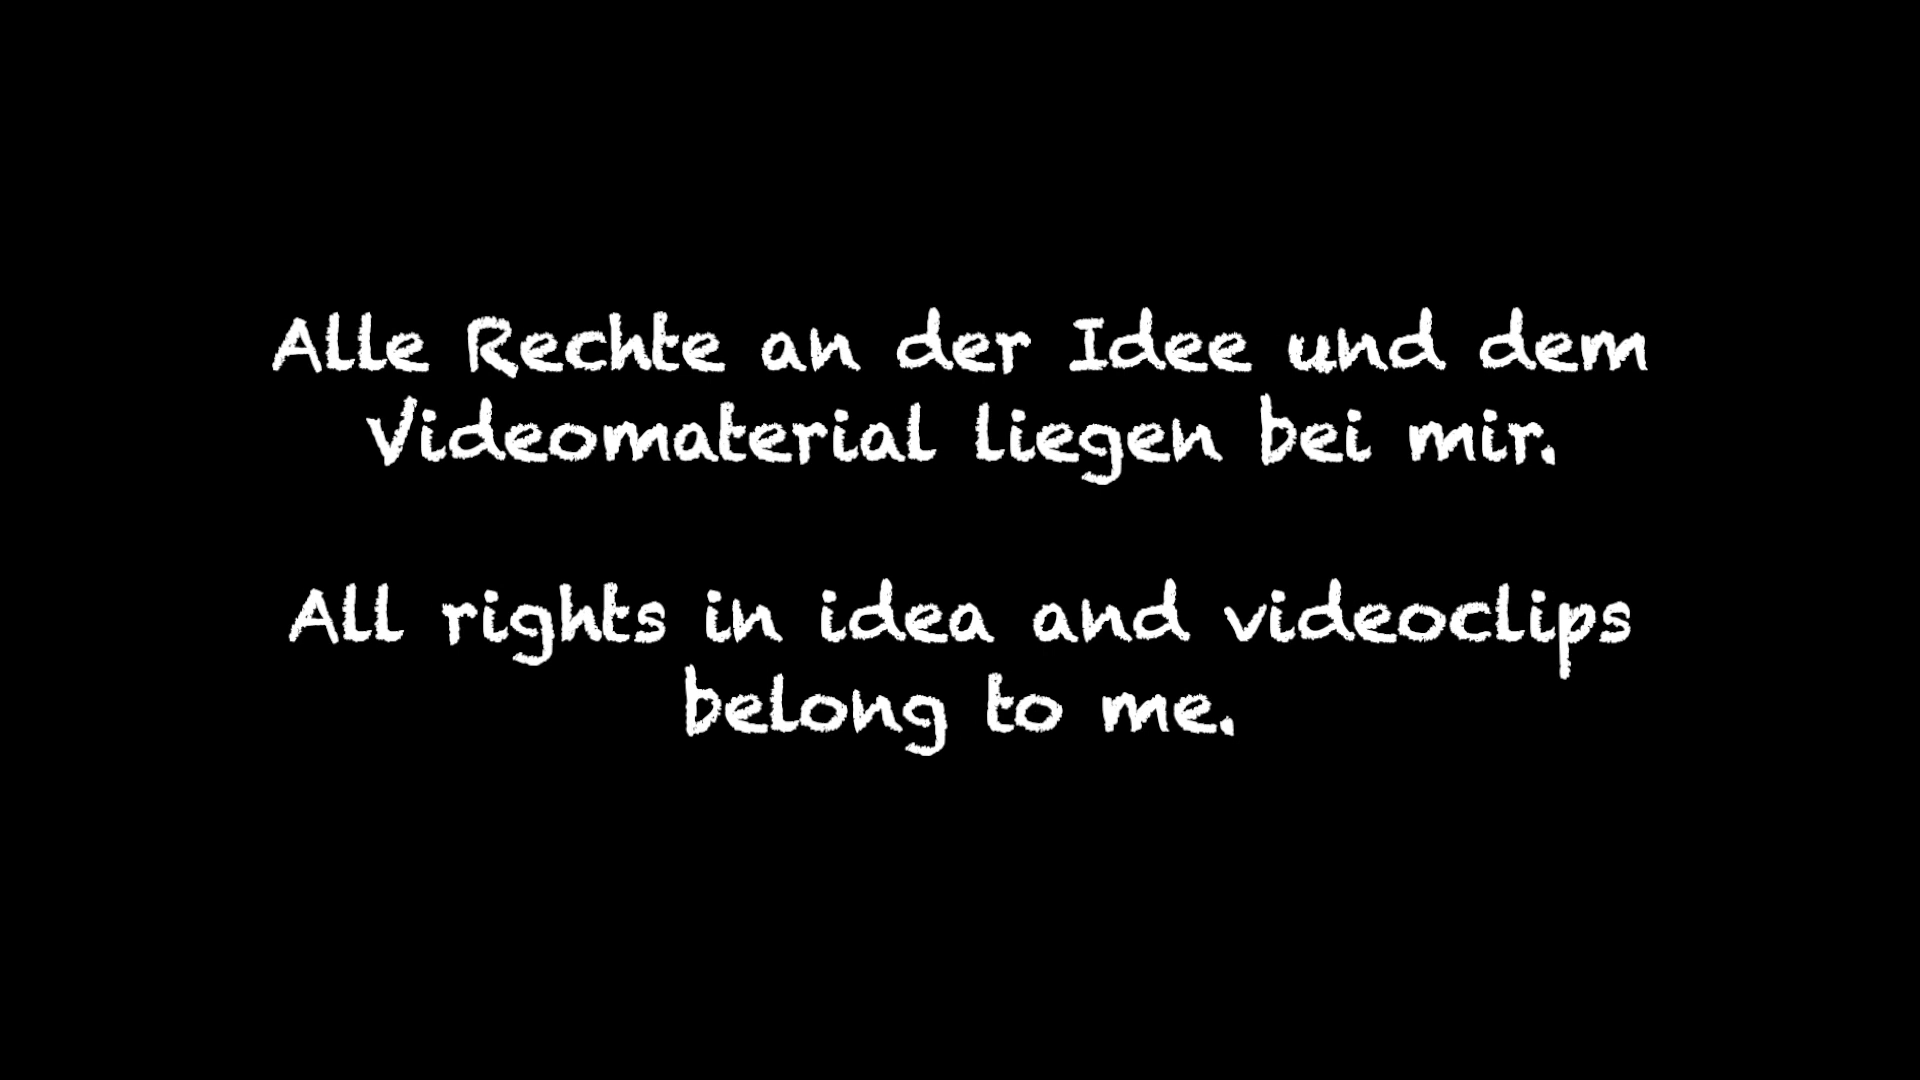 Alle Rechte an der Idee und dem
Videomaterial liegen bei mir.
All rights in idea and videoclips
belong to me.